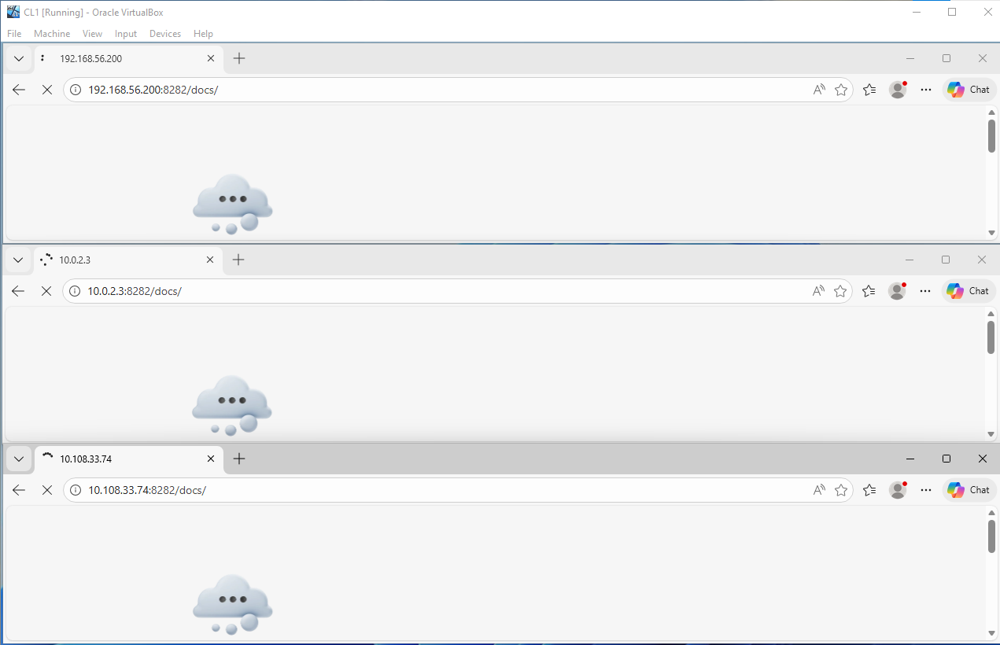 CL1 [Running] - Oracle VirtualBox
File Machine View Input Devices Help
192.168.56.200
192.168.56.200:8282/docs/
Chat
10.0.2.3
10.0.2.3:8282/docs/
Chat
10.108.33.74
10.108.33.74:8282/docs/
Chat